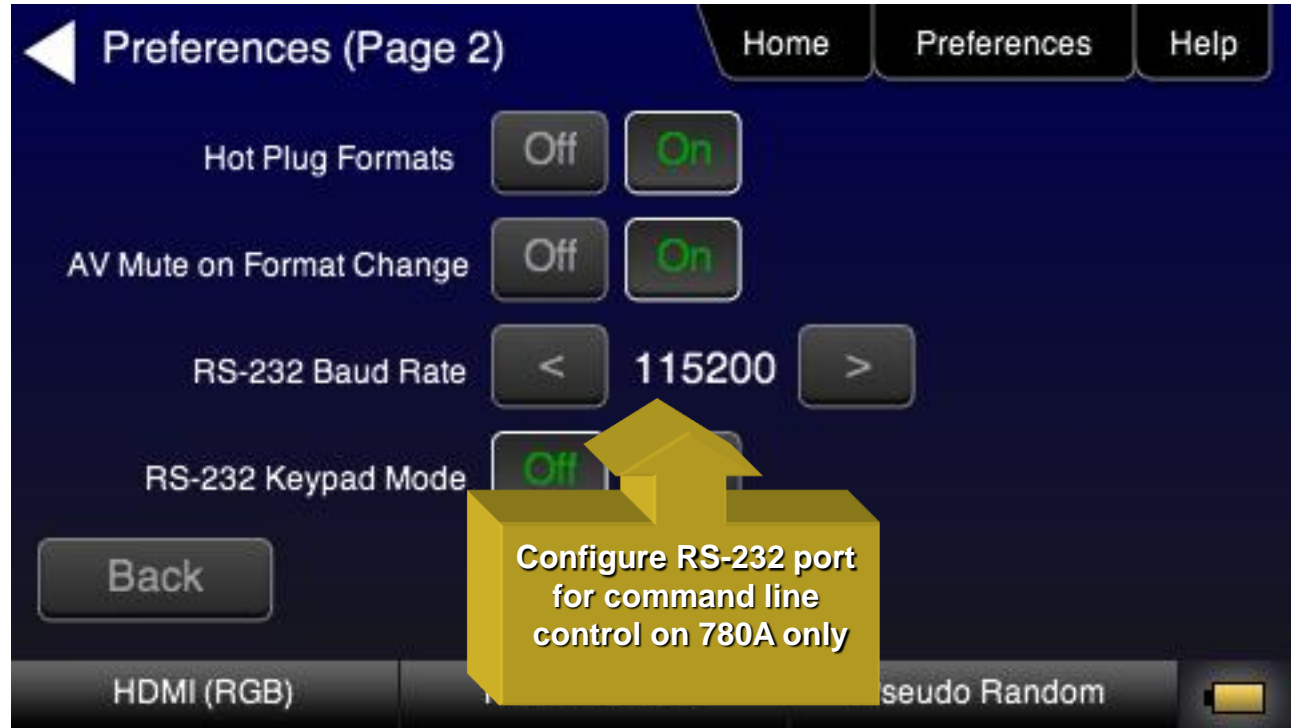 Preferences (Page 2)
Home
Preferences
Help
Hot Plug Formats
Off
On
AV Mute on Format Change
Off
On
RS-232 Baud Rate
<
115200
>
RS-232 Keypad Mode
Off
Configure RS-232 port
for command line
control on 780A only
Back
HDMI (RGB)
Random